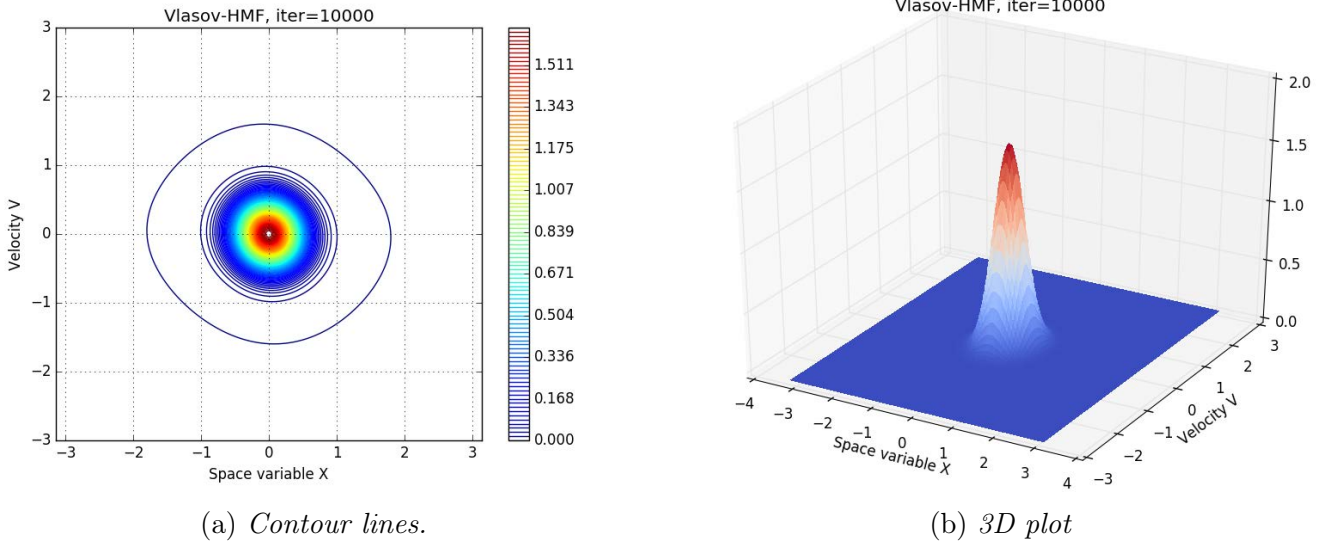 Vlasov-HMF, iter=10000
3
2
1
0
−1
−2
−3
−3 −2 −1 0 1 2 3
Velocity V
Space variable X
1.511
1.343
1.175
1.007
0.839
0.671
0.504
0.336
0.168
0.000
(a) Contour lines.
Vlasov-HMF, iter=10000
2.0
1.5
1.0
0.5
0.0
−4 −3 −2 −1 0 1 2 3 4
Space variable X
3
2
1
0
−1
−2
−3
Velocity V
(b) 3D plot